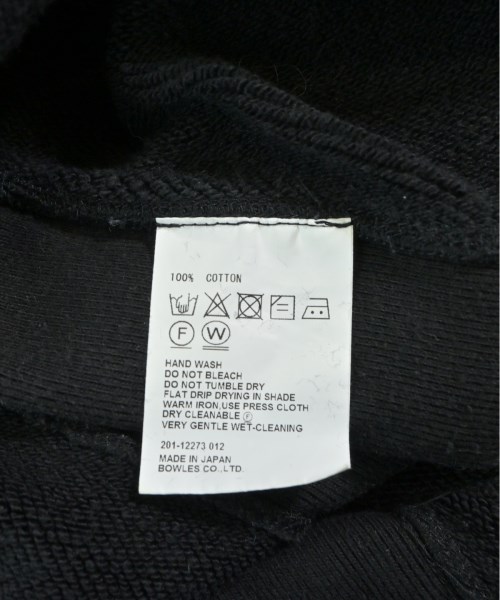 100% COTTON
F W
HAND WASH
DO NOT BLEACH
DO NOT TUMBLE DRY
FLAT DRIP DRYING IN SHADE
WARM IRON,USE PRESS CLOTH
DRY CLEANABLE Ⓕ
VERY GENTLE WET-CLEANING
201-12273 012
MADE IN JAPAN
BOWLES CO.,LTD.